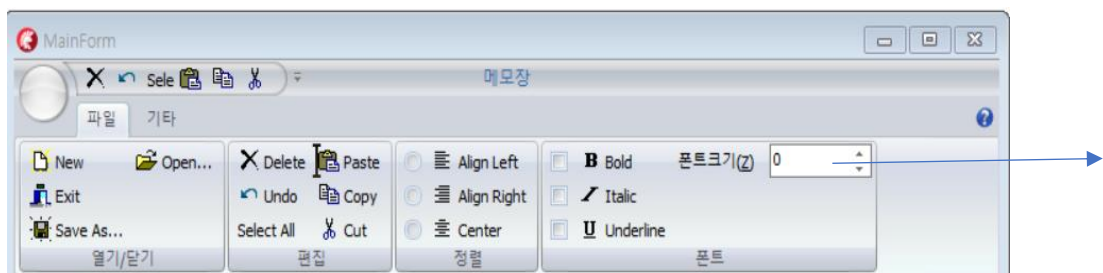 MainForm
Sele
메모장
파일 기타
New Open... Delete Paste Align Left B Bold 폰트크기(Z) 0
Exit Undo Copy Align Right I Italic
Save As... Select All Cut Center U Underline
열기/닫기 편집 정렬 폰트